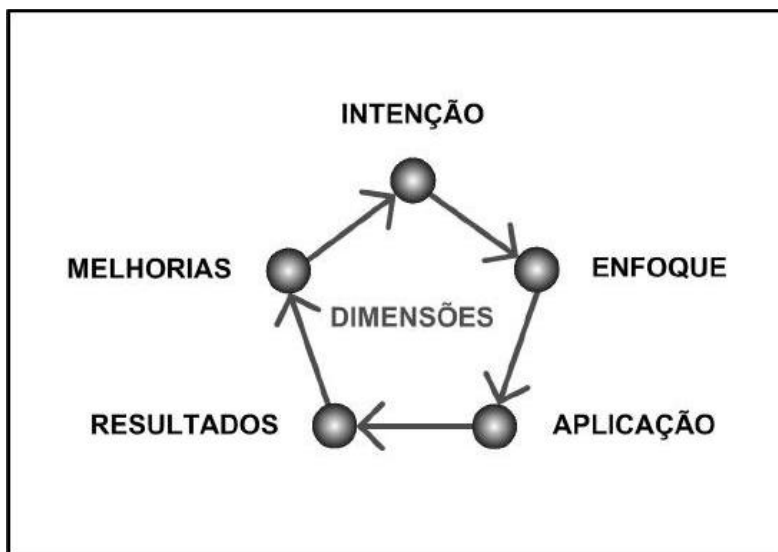 INTENÇÃO
MELHORIAS
ENFOQUE
DIMENSÕES
RESULTADOS
APLICAÇÃO